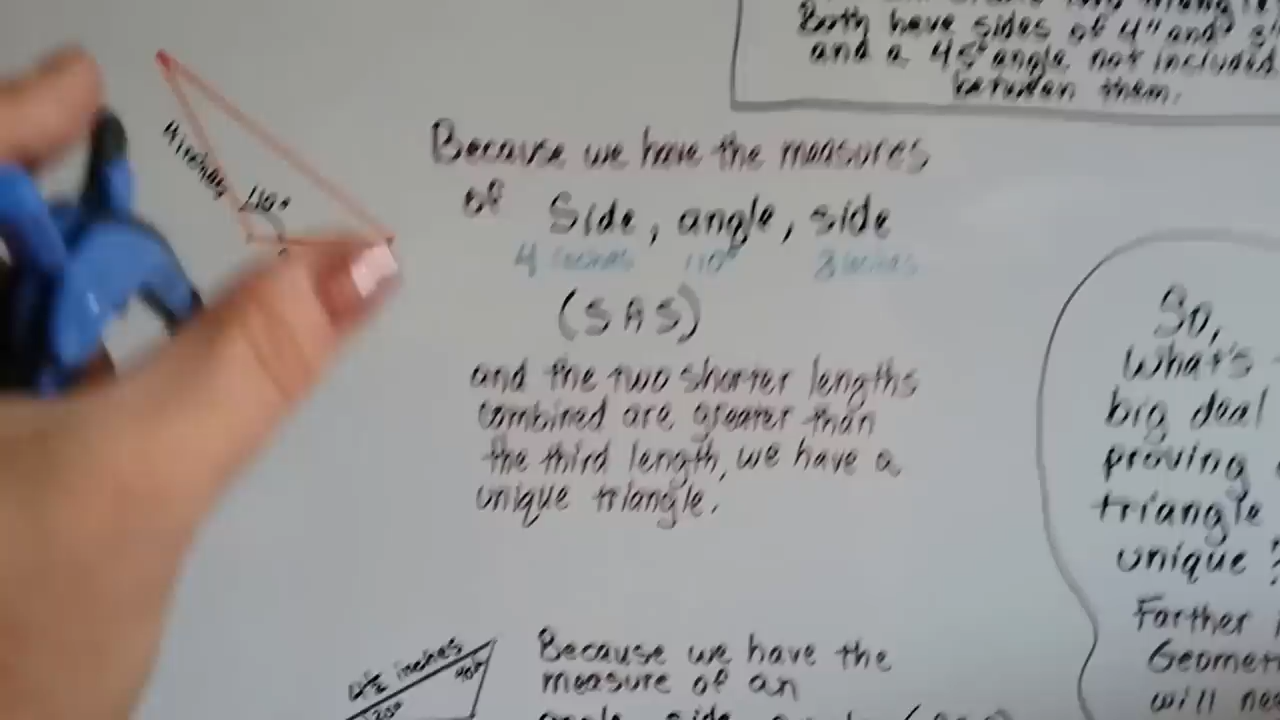 Both have sides of 4" and 3"
and a 45° angle not included
between them.
4 inches
110°
Because we have the measures
of Side, angle, side
4 inches 110° 3 inches
(SAS)
and the two shorter lengths
combined are greater than
the third length, we have a
unique triangle.
So,
What's
big deal
proving
triangle
unique?
Farther
Geomet
will
4½ inches
40°
20°
Because we have the
measure of an
angle, side,